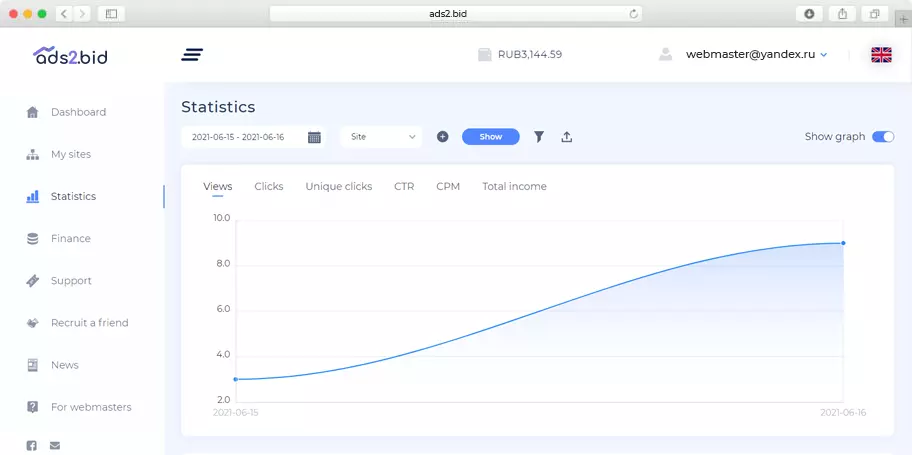 ads2.bid
ads2.bid
RUB3,144.59
webmaster@yandex.ru
Dashboard
My sites
Statistics
Finance
Support
Recruit a friend
News
For webmasters
Statistics
2021-06-15 - 2021-06-16
Site
Show
Show graph
Views
Clicks
Unique clicks
CTR
CPM
Total income
10.0
8.0
6.0
4.0
2.0
2021-06-15
2021-06-16